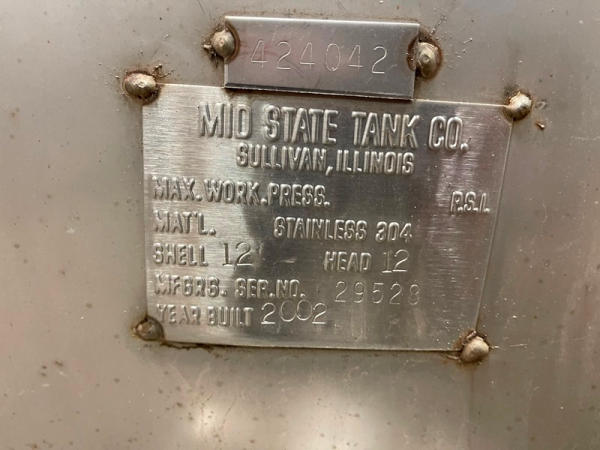 424042
MID STATE TANK CO.
SULLIVAN, ILLINOIS
MAX. WORK. PRESS. P.S.I.
MAT'L. STAINLESS 304
SHELL 12 HEAD 12
MFGRS. SER. NO. 29528
YEAR BUILT 2002